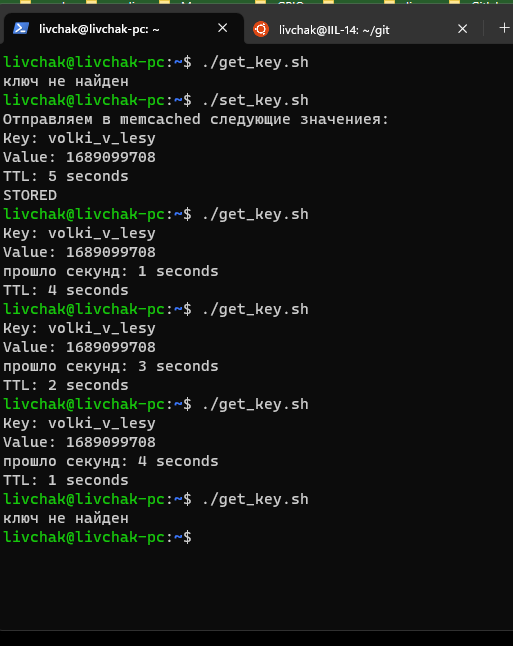 livchak@livchak-pc: ~
livchak@IIL-14: ~/git
livchak@livchak-pc:~$ ./get_key.sh
ключ не найден
livchak@livchak-pc:~$ ./set_key.sh
Отправляем в memcached следующие значениея:
Key: volki_v_lesy
Value: 1689099708
TTL: 5 seconds
STORED
livchak@livchak-pc:~$ ./get_key.sh
Key: volki_v_lesy
Value: 1689099708
прошло секунд: 1 seconds
TTL: 4 seconds
livchak@livchak-pc:~$ ./get_key.sh
Key: volki_v_lesy
Value: 1689099708
прошло секунд: 3 seconds
TTL: 2 seconds
livchak@livchak-pc:~$ ./get_key.sh
Key: volki_v_lesy
Value: 1689099708
прошло секунд: 4 seconds
TTL: 1 seconds
livchak@livchak-pc:~$ ./get_key.sh
ключ не найден
livchak@livchak-pc:~$